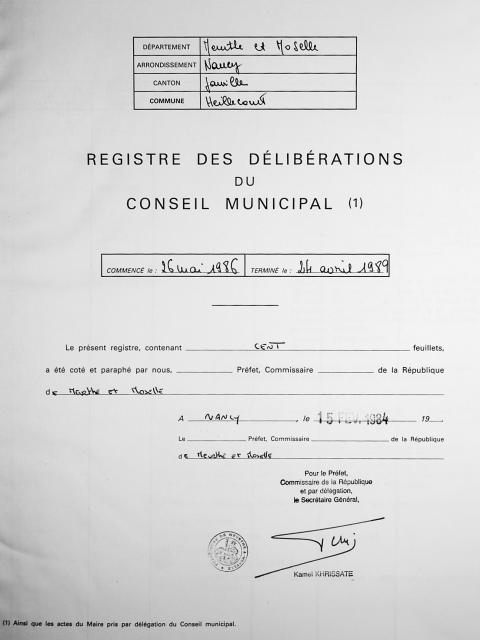 DÉPARTEMENT Meurthe et Moselle
ARRONDISSEMENT Nancy
CANTON Jarville
COMMUNE Heillecourt
REGISTRE DES DÉLIBÉRATIONS
DU
CONSEIL MUNICIPAL (1)
COMMENCÉ le : 26 mai 1986 TERMINÉ le : 24 avril 1989
Le présent registre, contenant CENT feuillets,
a été coté et paraphé par nous, Préfet, Commissaire de la République
de Meurthe et Moselle
A NANCY, le 15 FEV. 1984 19
Le Préfet, Commissaire de la République
de Meurthe et Moselle
Pour le Préfet,
Commissaire de la République
et par délégation,
le Secrétaire Général,
Kamel KHRISSATE
(1) Ainsi que les actes du Maire pris par délégation du Conseil municipal.